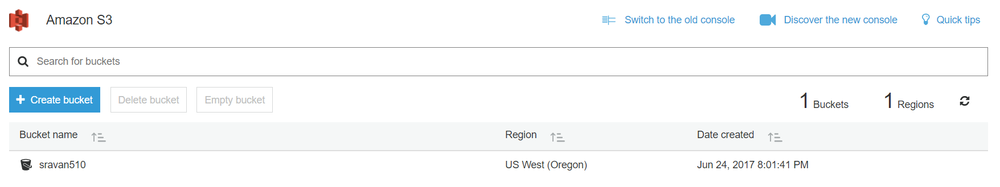 Amazon S3 Switch to the old console Discover the new console Quick tips
Search for buckets
Create bucket Delete bucket Empty bucket 1 Buckets 1 Regions
Bucket name Region Date created
sravan510 US West (Oregon) Jun 24, 2017 8:01:41 PM